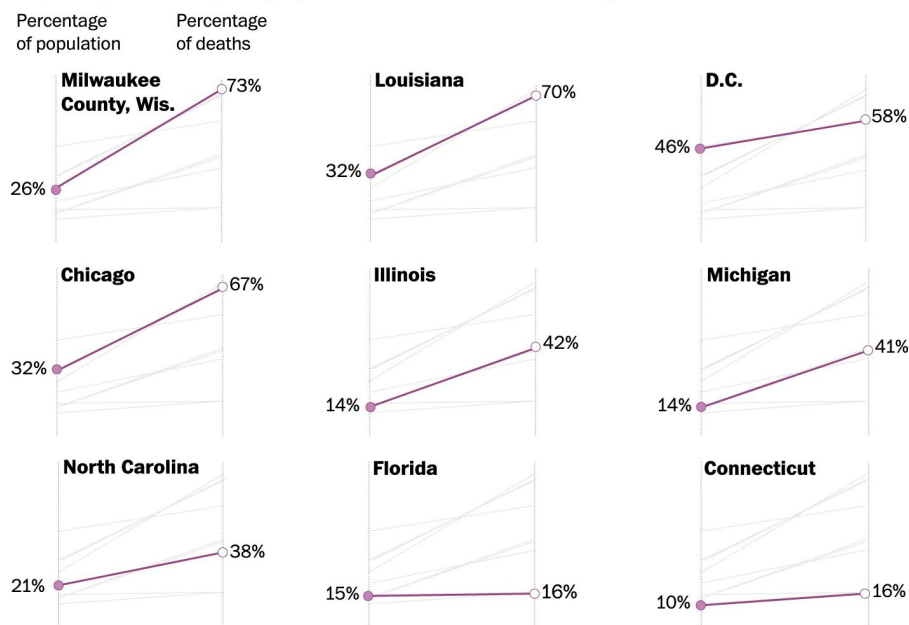 Percentage
of population
Percentage
of deaths
Milwaukee
County, Wis.
26%
73%
Louisiana
32%
70%
D.C.
46%
58%
Chicago
32%
67%
Illinois
14%
42%
Michigan
14%
41%
North Carolina
21%
38%
Florida
15%
16%
Connecticut
10%
16%